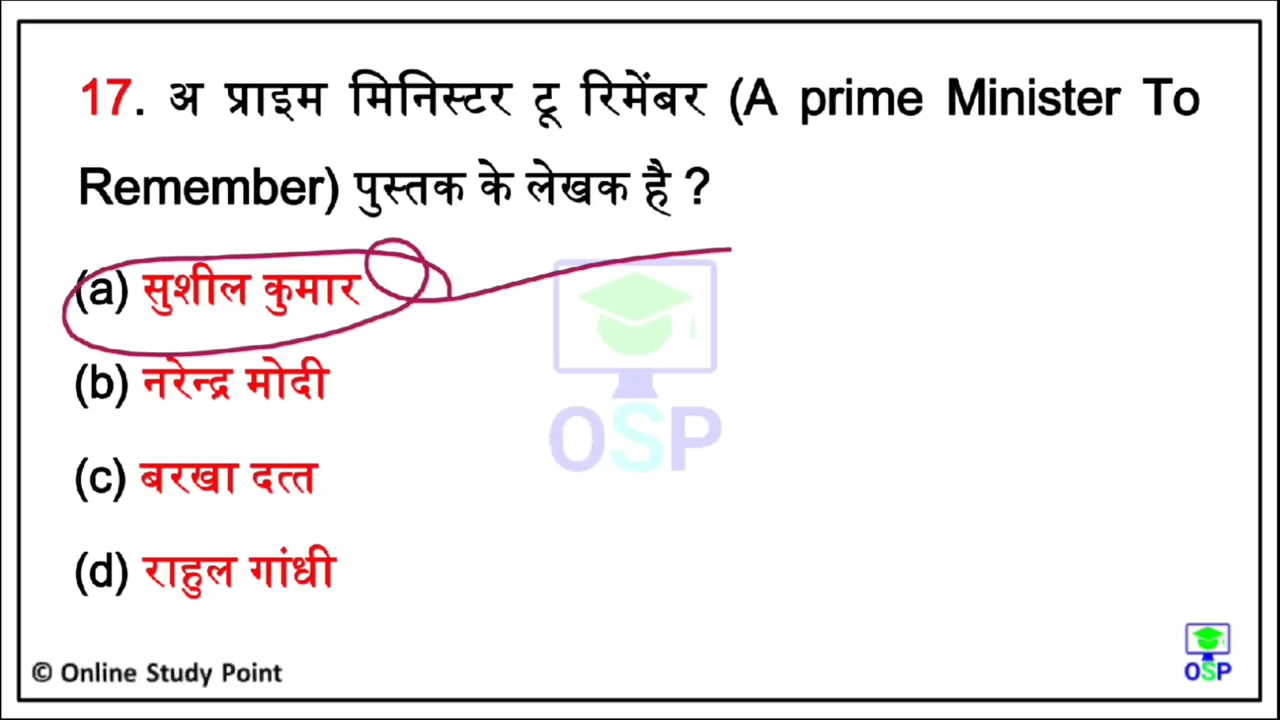 17. अ प्राइम मिनिस्टर टू रिमेंबर (A prime Minister To
Remember) पुस्तक के लेखक है ?
(a) सुशील कुमार
(b) नरेन्द्र मोदी
(c) बरखा दत्त
(d) राहुल गांधी
OSP
© Online Study Point
OSP